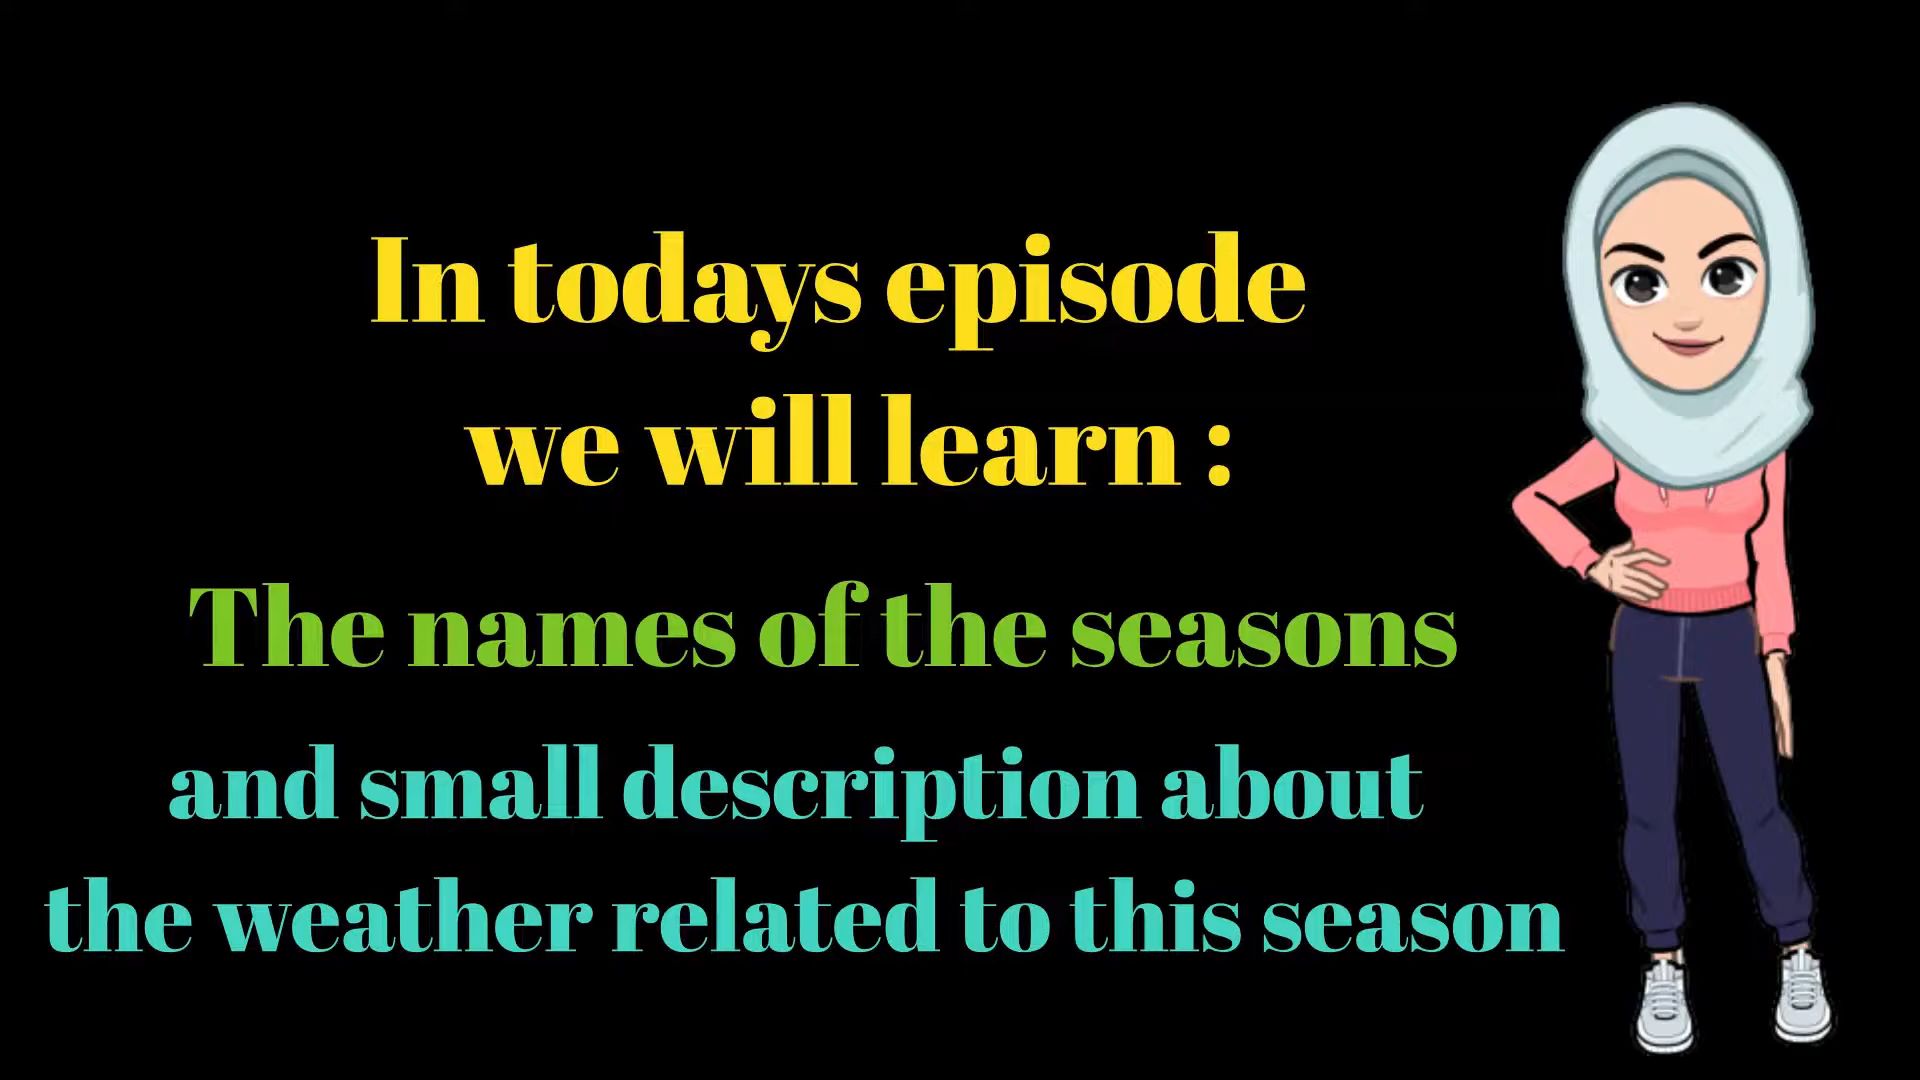 In todays episode
we will learn :
The names of the seasons
and small description about
the weather related to this season